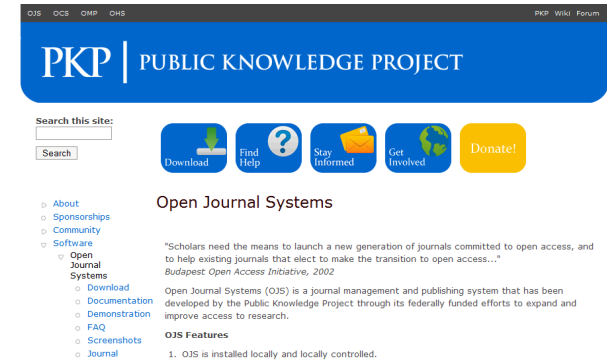 OJS OCS OMP OHS PKP Wiki Forum
PKP PUBLIC KNOWLEDGE PROJECT
Search this site:
Search
Download
Find
Help
Stay
Informed
Get
Involved
Donate!
About
Sponsorships
Community
Software
Open
Journal
Systems
Download
Documentation
Demonstration
FAQ
Screenshots
Journal
Open Journal Systems
"Scholars need the means to launch a new generation of journals committed to open access, and
to help existing journals that elect to make the transition to open access..."
Budapest Open Access Initiative, 2002
Open Journal Systems (OJS) is a journal management and publishing system that has been
developed by the Public Knowledge Project through its federally funded efforts to expand and
improve access to research.
OJS Features
1. OJS is installed locally and locally controlled.